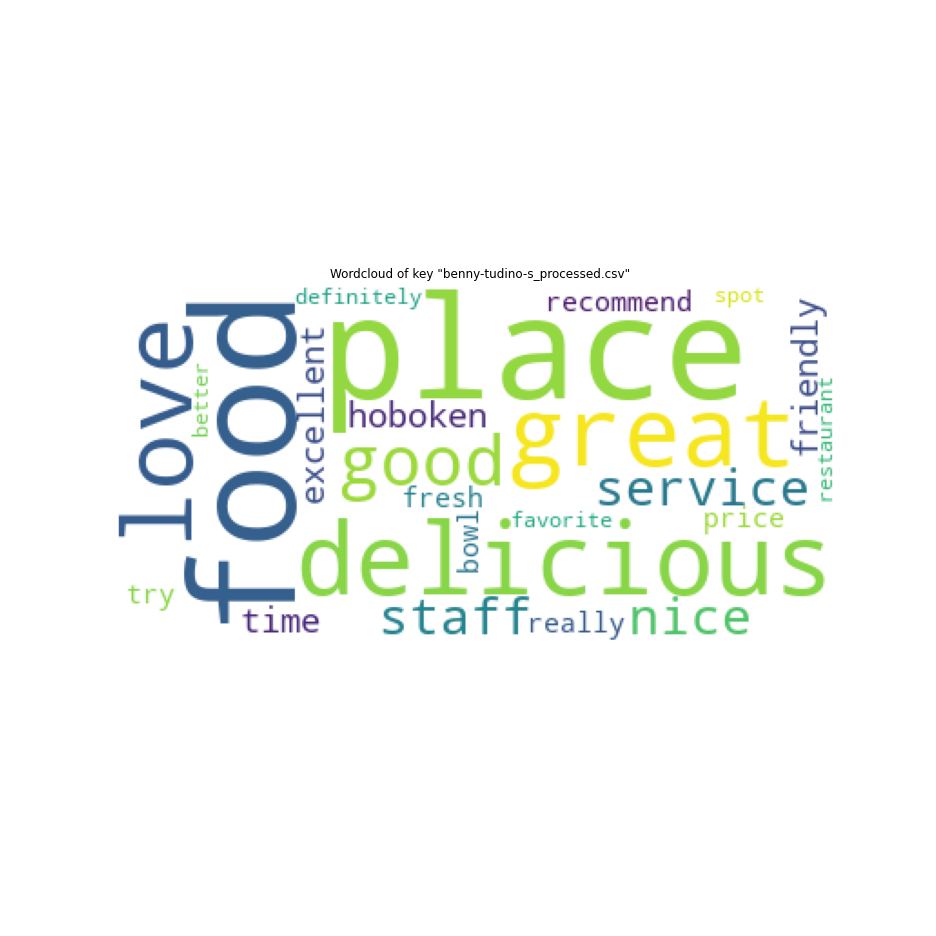 Wordcloud of key "benny-tudino-s_processed.csv"
definitely
recommend
spot
place
love
food
better
excellent
friendly
hoboken
great
good
restaurant
service
fresh
bowl
favorite
price
delicious
try
time
staff
really
nice